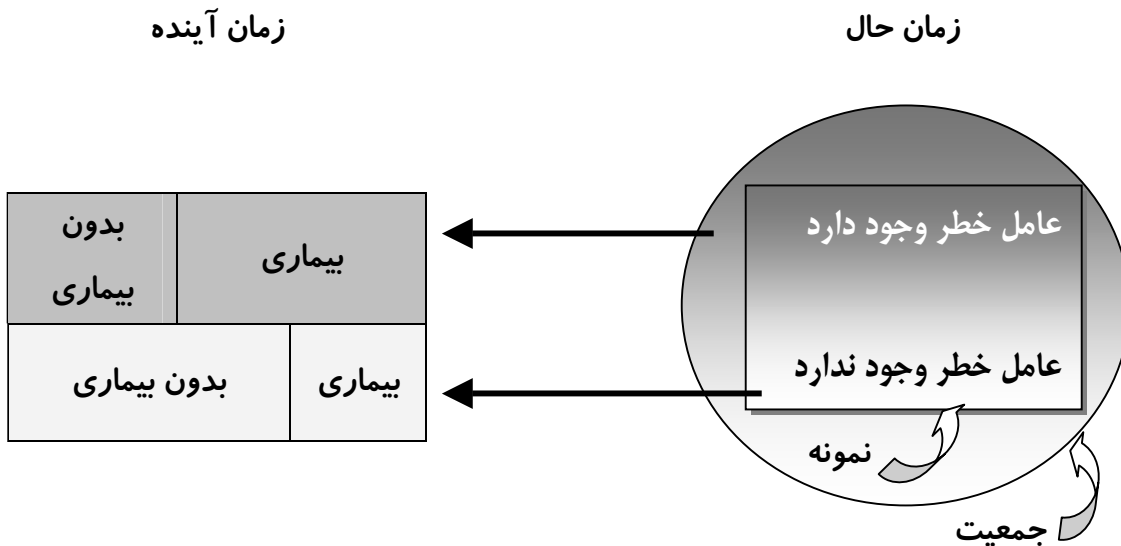 زمان حال
زمان آینده
عامل خطر وجود دارد
عامل خطر وجود ندارد
نمونه
جمعیت
بیماری
بدون
بیماری
بیماری
بدون بیماری